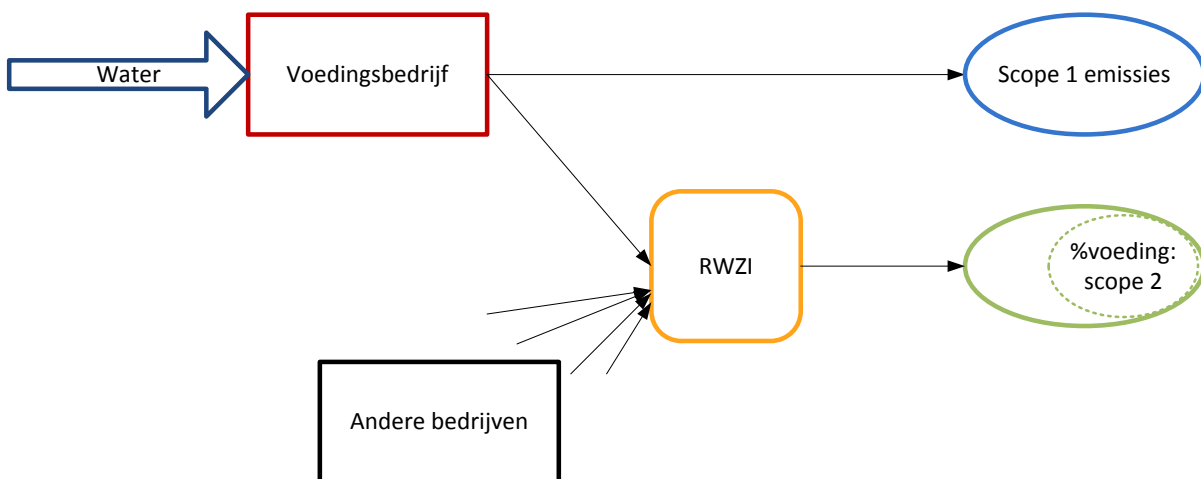 Water
Voedingsbedrijf
Scope 1 emissies
RWZI
%voeding:
scope 2
Andere bedrijven